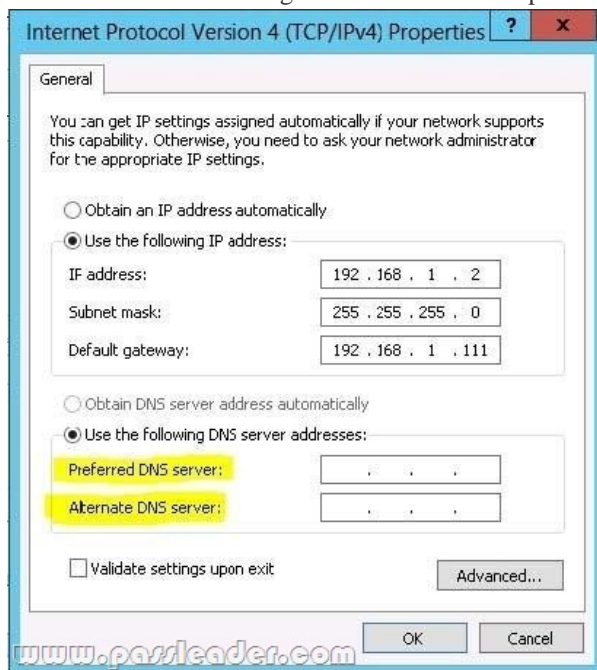 Internet Protocol Version 4 (TCP/IPv4) Properties ? x
General
You can get IP settings assigned automatically if your network supports
this capability. Otherwise, you need to ask your network administrator
for the appropriate IP settings.
Obtain an IP address automatically
Use the following IP address:
IF address: 192 . 168 . 1 . 2
Subnet mask: 255 . 255 . 255 . 0
Default gateway: 192 . 168 . 1 . 111
Obtain DNS server address automatically
Use the following DNS server addresses:
Preferred DNS server: . . .
Alternate DNS server: . . .
Validate settings upon exit
Advanced...
OK Cancel
www.passleader.com